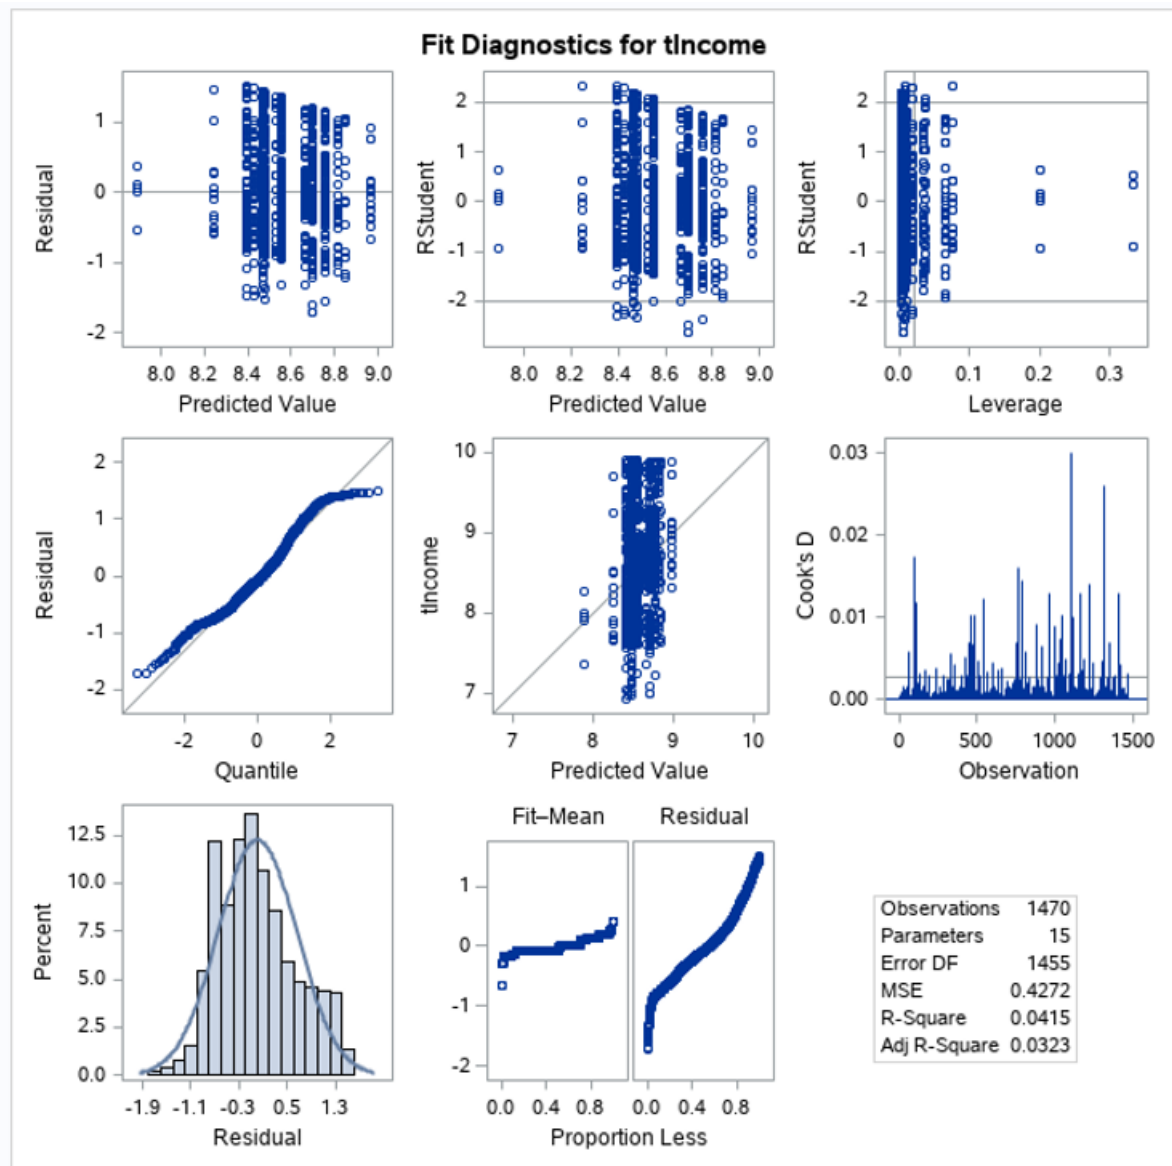 Fit Diagnostics for tIncome
Residual
1
0
-1
-2
8.0 8.2 8.4 8.6 8.8 9.0
Predicted Value
RStudent
2
1
0
-1
-2
8.0 8.2 8.4 8.6 8.8 9.0
Predicted Value
RStudent
2
1
0
-1
-2
0.0 0.1 0.2 0.3
Leverage
Residual
2
1
0
-1
-2
-2 0 2
Quantile
tIncome
10
9
8
7
7 8 9 10
Predicted Value
Cook's D
0.03
0.02
0.01
0.00
0 500 1000 1500
Observation
Percent
12.5
10.0
7.5
5.0
2.5
0.0
-1.9 -1.1 -0.3 0.5 1.3
Residual
Fit–Mean Residual
1
0
-1
-2
0.0 0.4 0.8 0.0 0.4 0.8
Proportion Less
Observations 1470
Parameters 15
Error DF 1455
MSE 0.4272
R-Square 0.0415
Adj R-Square 0.0323